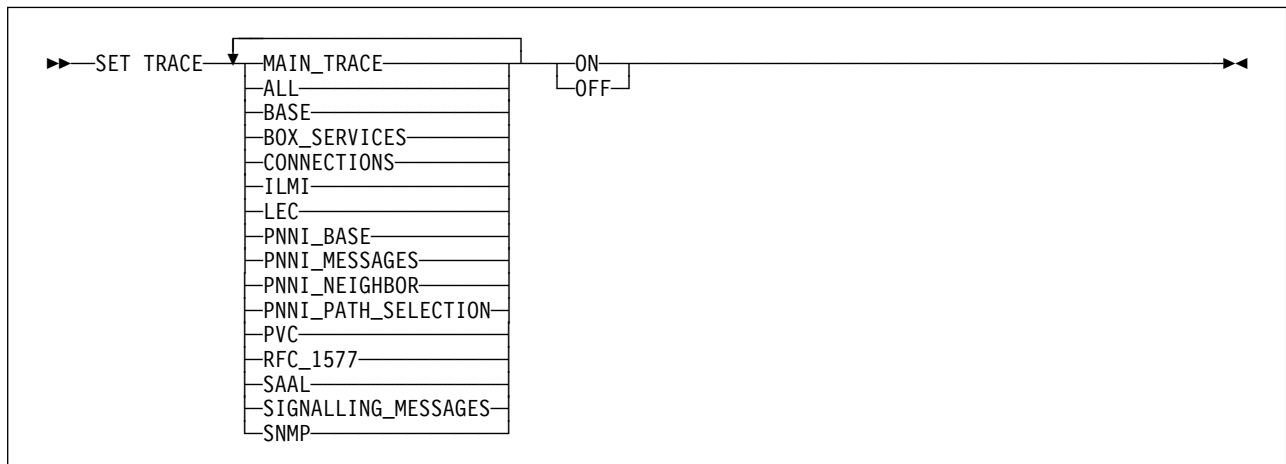 SET TRACE MAIN_TRACE ON
ALL OFF
BASE
BOX_SERVICES
CONNECTIONS
ILMI
LEC
PNNI_BASE
PNNI_MESSAGES
PNNI_NEIGHBOR
PNNI_PATH_SELECTION
PVC
RFC_1577
SAAL
SIGNALLING_MESSAGES
SNMP